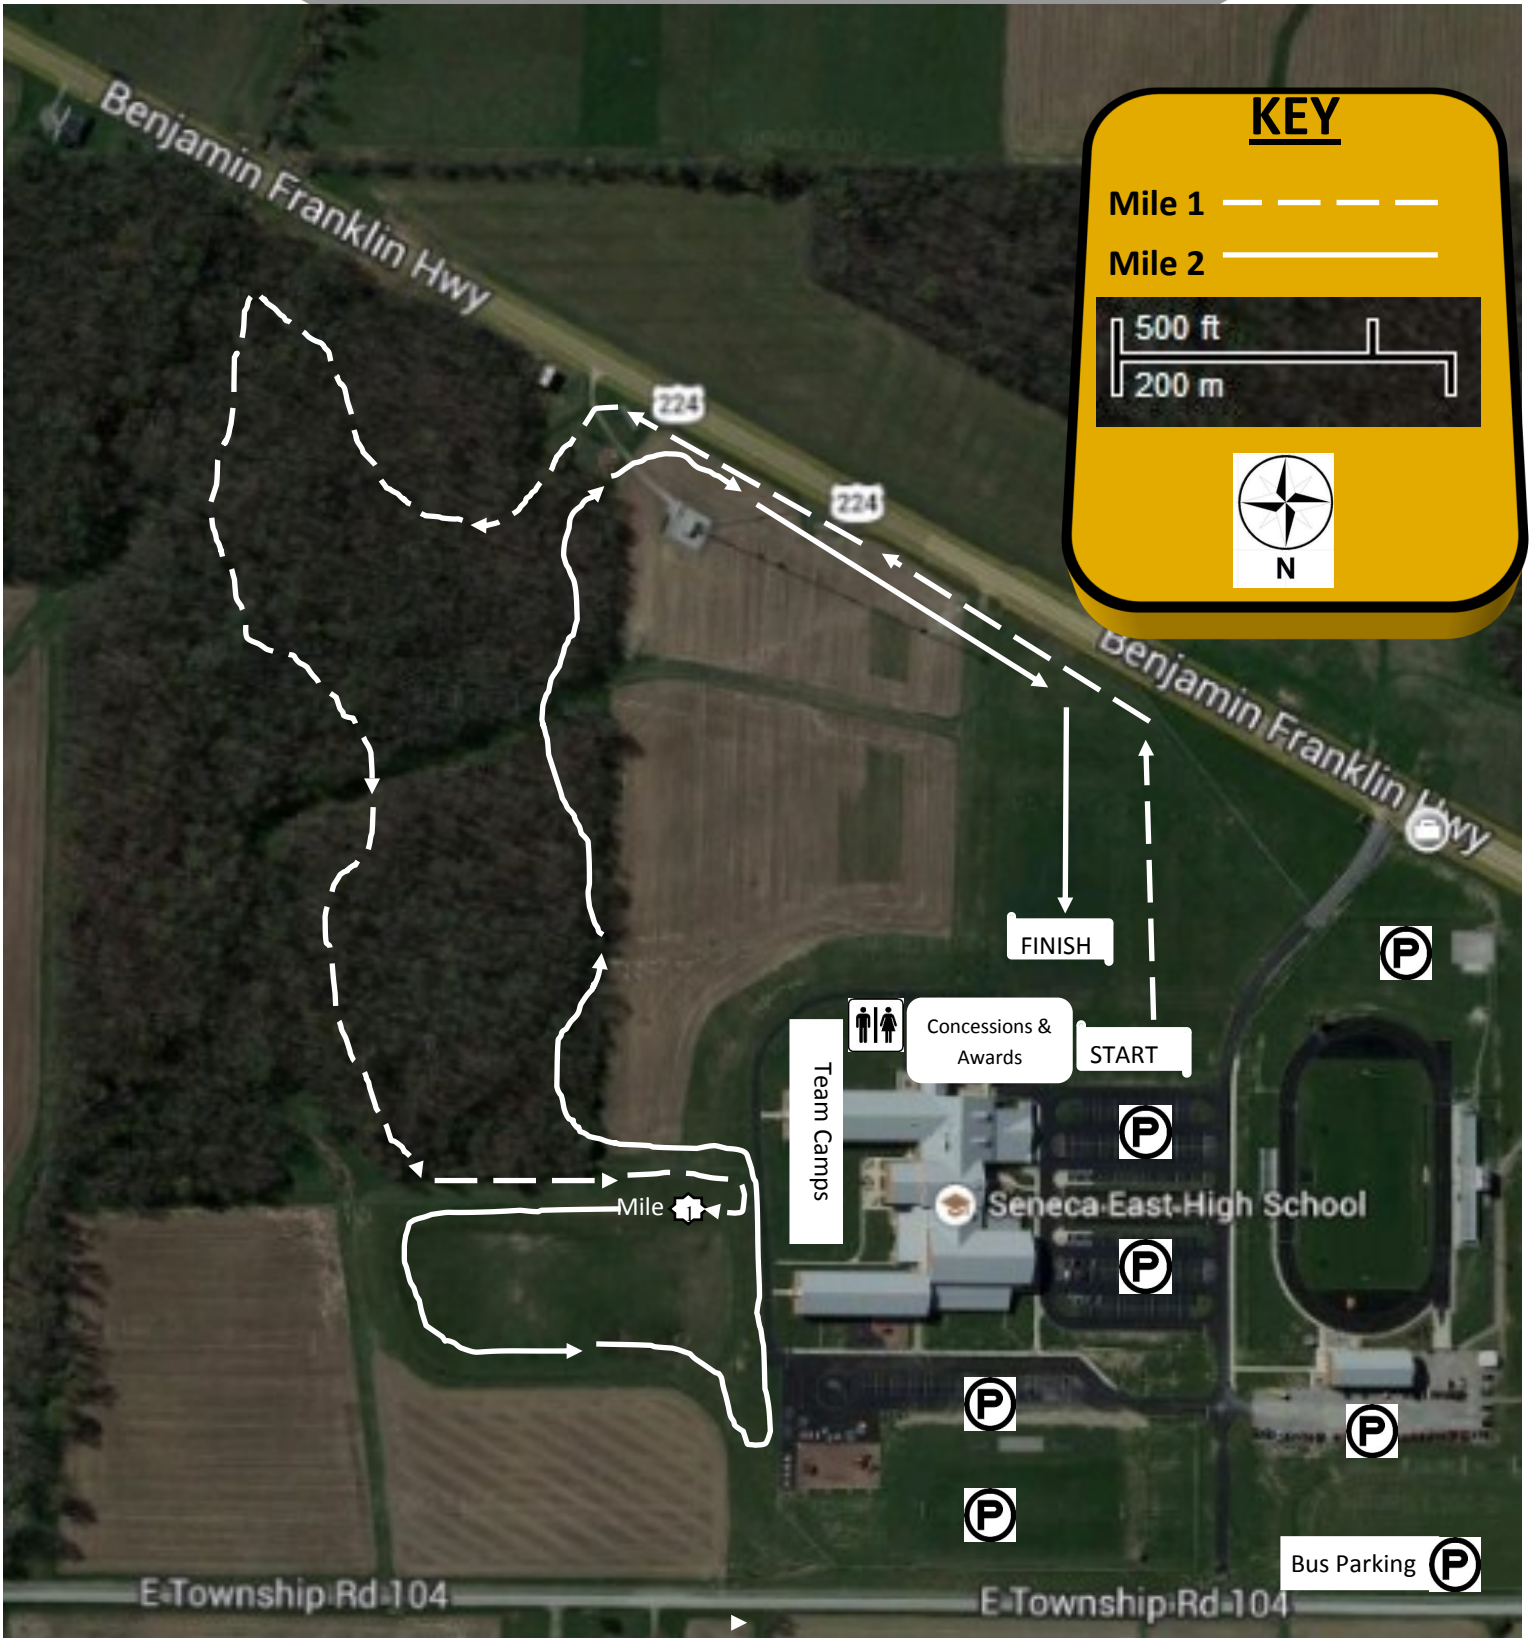 Benjamin Franklin Hwy
KEY
Mile 1
Mile 2
500 ft
200 m
N
224
224
Benjamin Franklin Hwy
FINISH
P
Concessions &
Awards
START
Team Camps
P
Mile 1
Seneca East High School
P
P
P
P
Bus Parking P
E Township Rd 104
E Township Rd 104